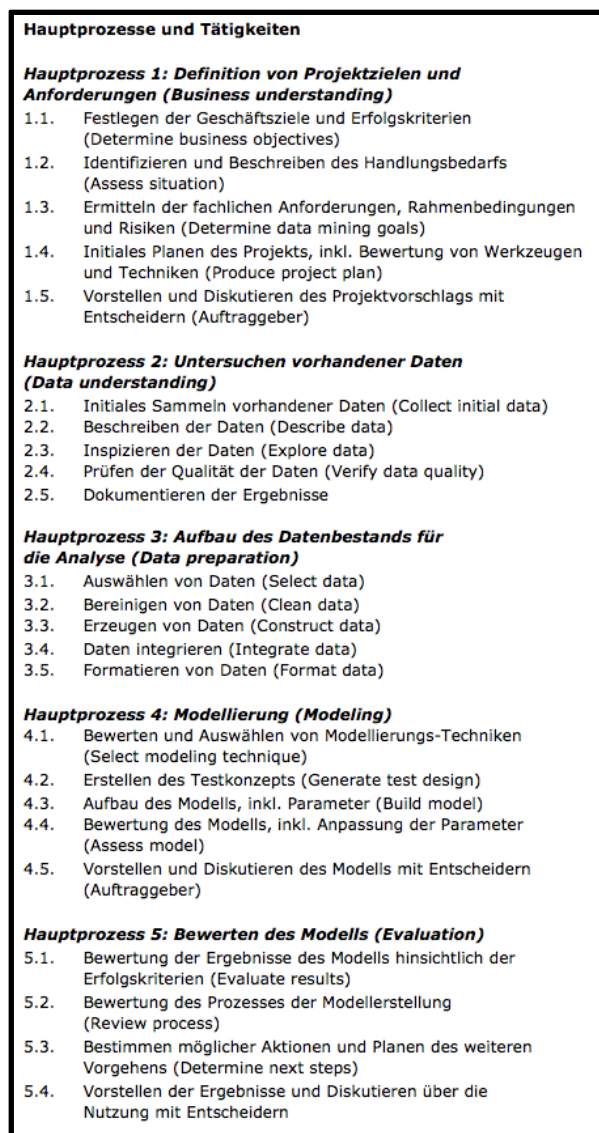 Hauptprozesse und Tätigkeiten
Hauptprozess 1: Definition von Projektzielen und
Anforderungen (Business understanding)
1.1. Festlegen der Geschäftsziele und Erfolgskriterien
(Determine business objectives)
1.2. Identifizieren und Beschreiben des Handlungsbedarfs
(Assess situation)
1.3. Ermitteln der fachlichen Anforderungen, Rahmenbedingungen
und Risiken (Determine data mining goals)
1.4. Initiales Planen des Projekts, inkl. Bewertung von Werkzeugen
und Techniken (Produce project plan)
1.5. Vorstellen und Diskutieren des Projektvorschlags mit
Entscheidern (Auftraggeber)
Hauptprozess 2: Untersuchen vorhandener Daten
(Data understanding)
2.1. Initiales Sammeln vorhandener Daten (Collect initial data)
2.2. Beschreiben der Daten (Describe data)
2.3. Inspizieren der Daten (Explore data)
2.4. Prüfen der Qualität der Daten (Verify data quality)
2.5. Dokumentieren der Ergebnisse
Hauptprozess 3: Aufbau des Datenbestands für
die Analyse (Data preparation)
3.1. Auswählen von Daten (Select data)
3.2. Bereinigen von Daten (Clean data)
3.3. Erzeugen von Daten (Construct data)
3.4. Daten integrieren (Integrate data)
3.5. Formatieren von Daten (Format data)
Hauptprozess 4: Modellierung (Modeling)
4.1. Bewerten und Auswählen von Modellierungs-Techniken
(Select modeling technique)
4.2. Erstellen des Testkonzepts (Generate test design)
4.3. Aufbau des Modells, inkl. Parameter (Build model)
4.4. Bewertung des Modells, inkl. Anpassung der Parameter
(Assess model)
4.5. Vorstellen und Diskutieren des Modells mit Entscheidern
(Auftraggeber)
Hauptprozess 5: Bewerten des Modells (Evaluation)
5.1. Bewertung der Ergebnisse des Modells hinsichtlich der
Erfolgskriterien (Evaluate results)
5.2. Bewertung des Prozesses der Modellerstellung
(Review process)
5.3. Bestimmen möglicher Aktionen und Planen des weiteren
Vorgehens (Determine next steps)
5.4. Vorstellen der Ergebnisse und Diskutieren über die
Nutzung mit Entscheidern